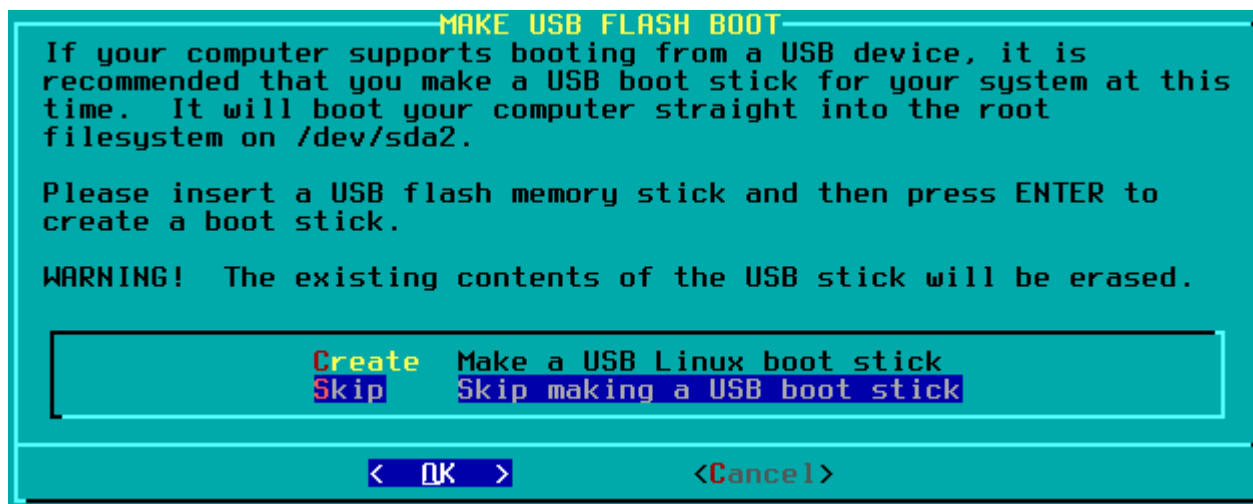 MAKE USB FLASH BOOT
If your computer supports booting from a USB device, it is
recommended that you make a USB boot stick for your system at this
time.  It will boot your computer straight into the root
filesystem on /dev/sda2.
Please insert a USB flash memory stick and then press ENTER to
create a boot stick.
WARNING!  The existing contents of the USB stick will be erased.
Create  Make a USB Linux boot stick
Skip    Skip making a USB boot stick
<  OK  >          <Cancel>